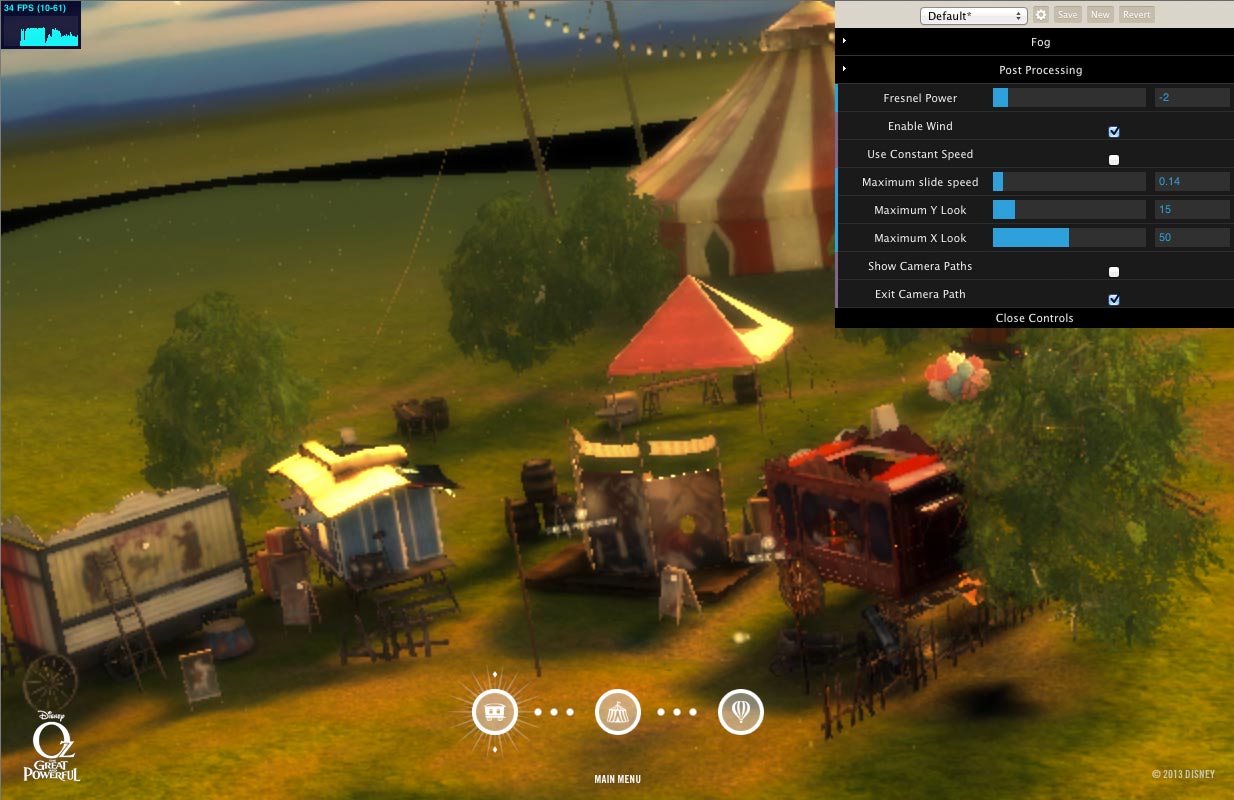 34 FPS (10-61)
Default*
Save
New
Revert
Fog
Post Processing
Fresnel Power
-2
Enable Wind
Use Constant Speed
Maximum slide speed
0.14
Maximum Y Look
15
Maximum X Look
50
Show Camera Paths
Exit Camera Path
Close Controls
Disney
OZ
THE
GREAT
AND
POWERFUL
MAIN MENU
© 2013 DISNEY